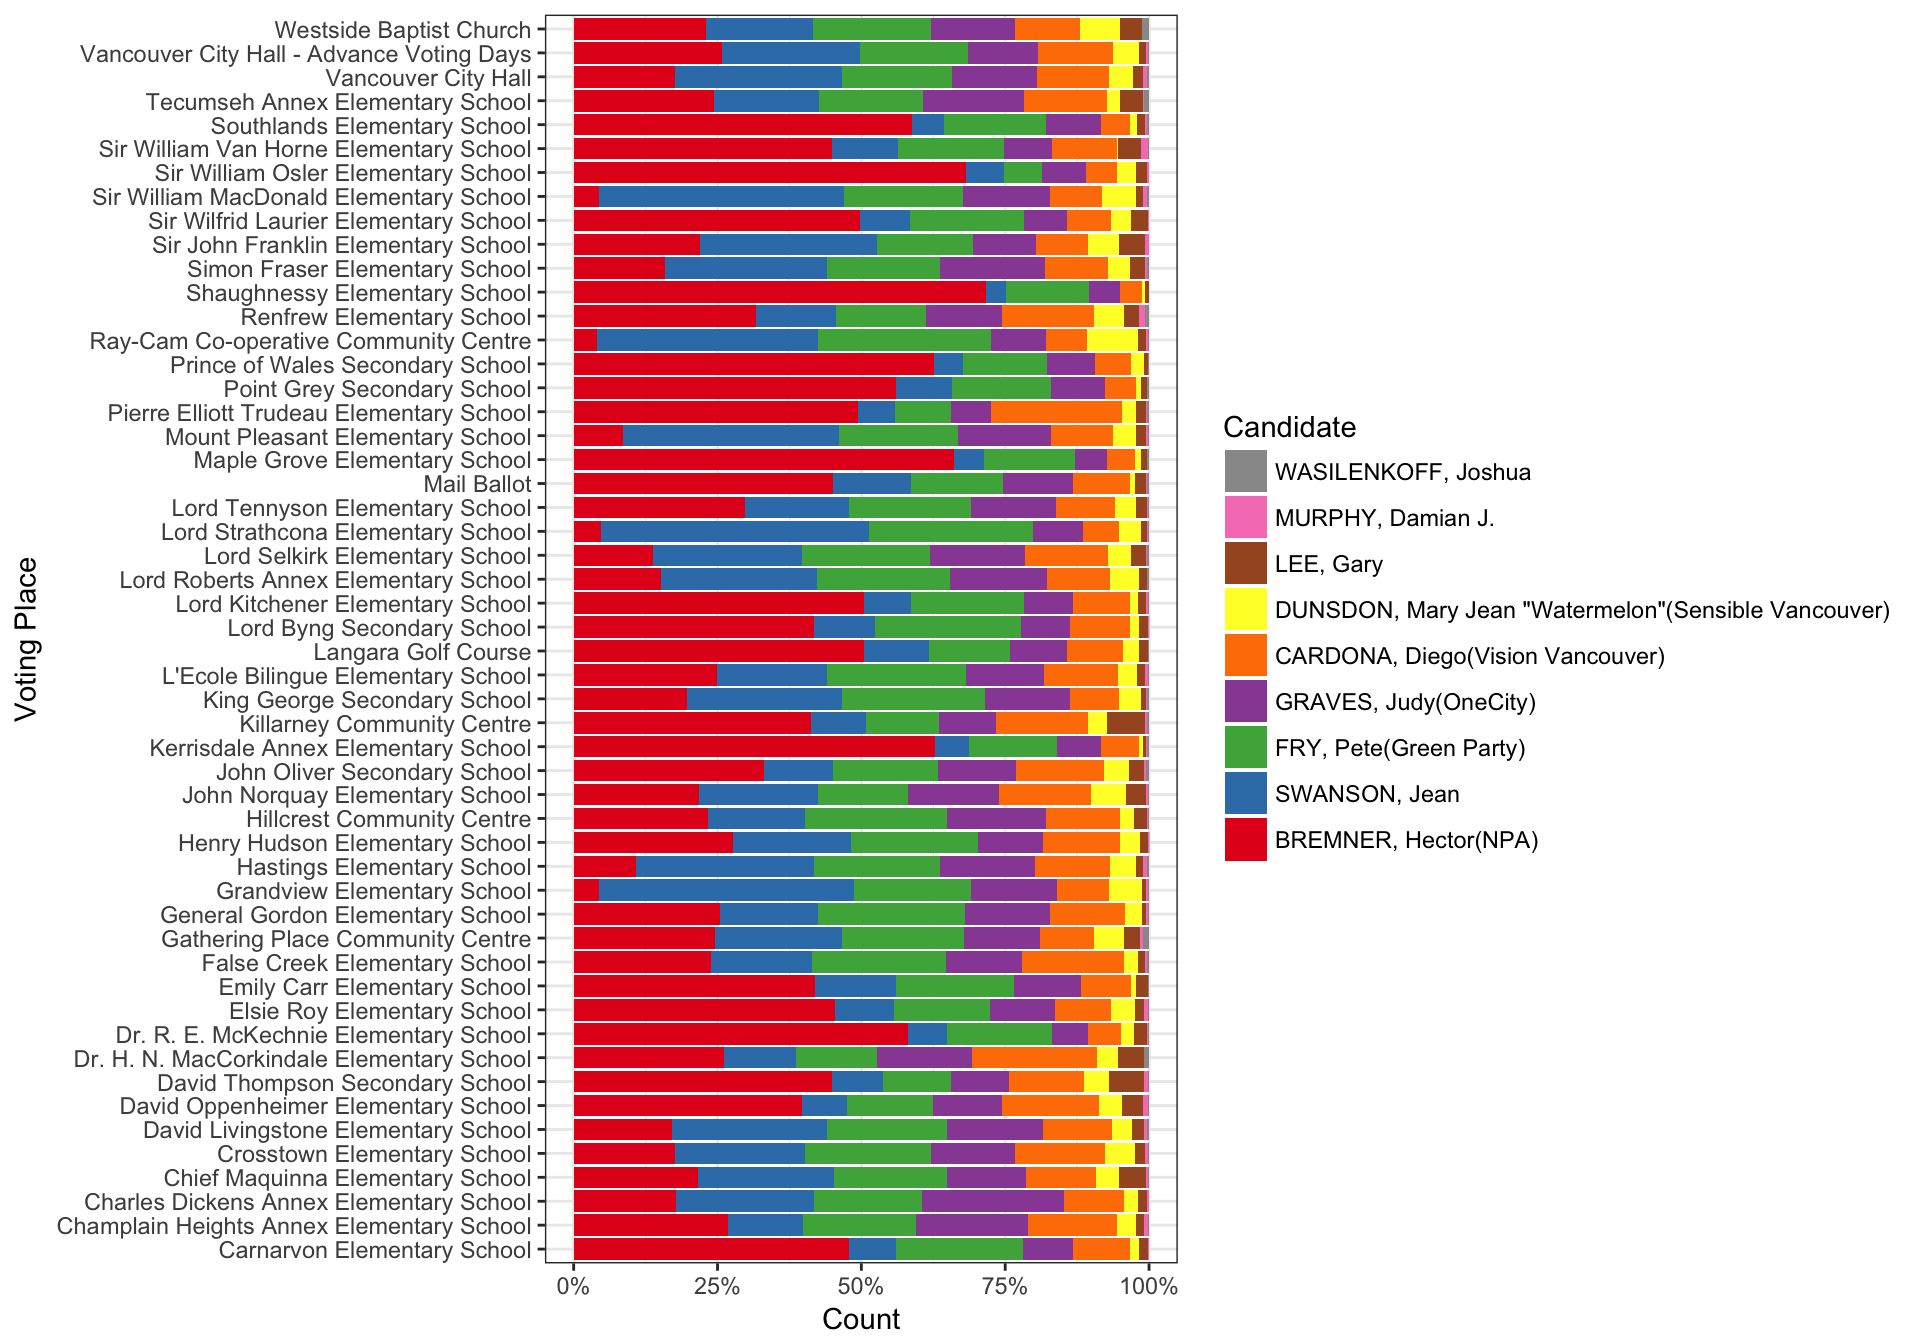 Voting Place
Westside Baptist Church
Vancouver City Hall - Advance Voting Days
Vancouver City Hall
Tecumseh Annex Elementary School
Southlands Elementary School
Sir William Van Horne Elementary School
Sir William Osler Elementary School
Sir William MacDonald Elementary School
Sir Wilfrid Laurier Elementary School
Sir John Franklin Elementary School
Simon Fraser Elementary School
Shaughnessy Elementary School
Renfrew Elementary School
Ray-Cam Co-operative Community Centre
Prince of Wales Secondary School
Point Grey Secondary School
Pierre Elliott Trudeau Elementary School
Mount Pleasant Elementary School
Maple Grove Elementary School
Mail Ballot
Lord Tennyson Elementary School
Lord Strathcona Elementary School
Lord Selkirk Elementary School
Lord Roberts Annex Elementary School
Lord Kitchener Elementary School
Lord Byng Secondary School
Langara Golf Course
L'Ecole Bilingue Elementary School
King George Secondary School
Killarney Community Centre
Kerrisdale Annex Elementary School
John Oliver Secondary School
John Norquay Elementary School
Hillcrest Community Centre
Henry Hudson Elementary School
Hastings Elementary School
Grandview Elementary School
General Gordon Elementary School
Gathering Place Community Centre
False Creek Elementary School
Emily Carr Elementary School
Elsie Roy Elementary School
Dr. R. E. McKechnie Elementary School
Dr. H. N. MacCorkindale Elementary School
David Thompson Secondary School
David Oppenheimer Elementary School
David Livingstone Elementary School
Crosstown Elementary School
Chief Maquinna Elementary School
Charles Dickens Annex Elementary School
Champlain Heights Annex Elementary School
Carnarvon Elementary School
0% 25% 50% 75% 100%
Count
Candidate
WASILENKOFF, Joshua
MURPHY, Damian J.
LEE, Gary
DUNSDON, Mary Jean "Watermelon"(Sensible Vancouver)
CARDONA, Diego(Vision Vancouver)
GRAVES, Judy(OneCity)
FRY, Pete(Green Party)
SWANSON, Jean
BREMNER, Hector(NPA)